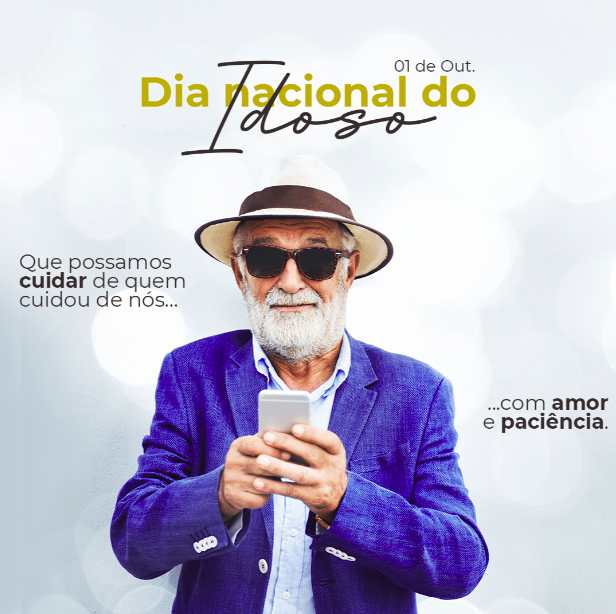 01 de Out.
Dia nacional do
Idoso
Que possamos
cuidar de quem
cuidou de nós...
...com amor
e paciência.